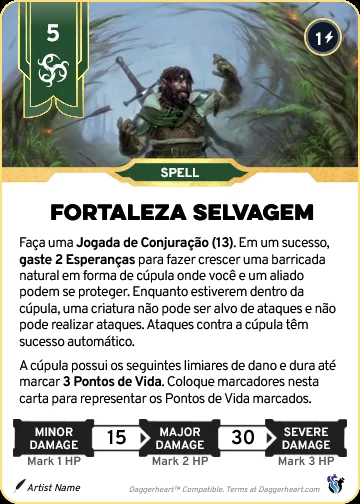 5
1
SPELL
FORTALEZA SELVAGEM
Faça uma Jogada de Conjuração (13). Em um sucesso,
gaste 2 Esperanças para fazer crescer uma barricada
natural em forma de cúpula onde você e um aliado
podem se proteger. Enquanto estiverem dentro da
cúpula, uma criatura não pode ser alvo de ataques e não
pode realizar ataques. Ataques contra a cúpula têm
sucesso automático.
A cúpula possui os seguintes limiares de dano e dura até
marcar 3 Pontos de Vida. Coloque marcadores nesta
carta para representar os Pontos de Vida marcados.
MINOR DAMAGE 15 MAJOR DAMAGE 30 SEVERE DAMAGE
Mark 1 HP Mark 2 HP Mark 3 HP
Artist Name Daggerheart™ Compatible. Terms at Daggerheart.com